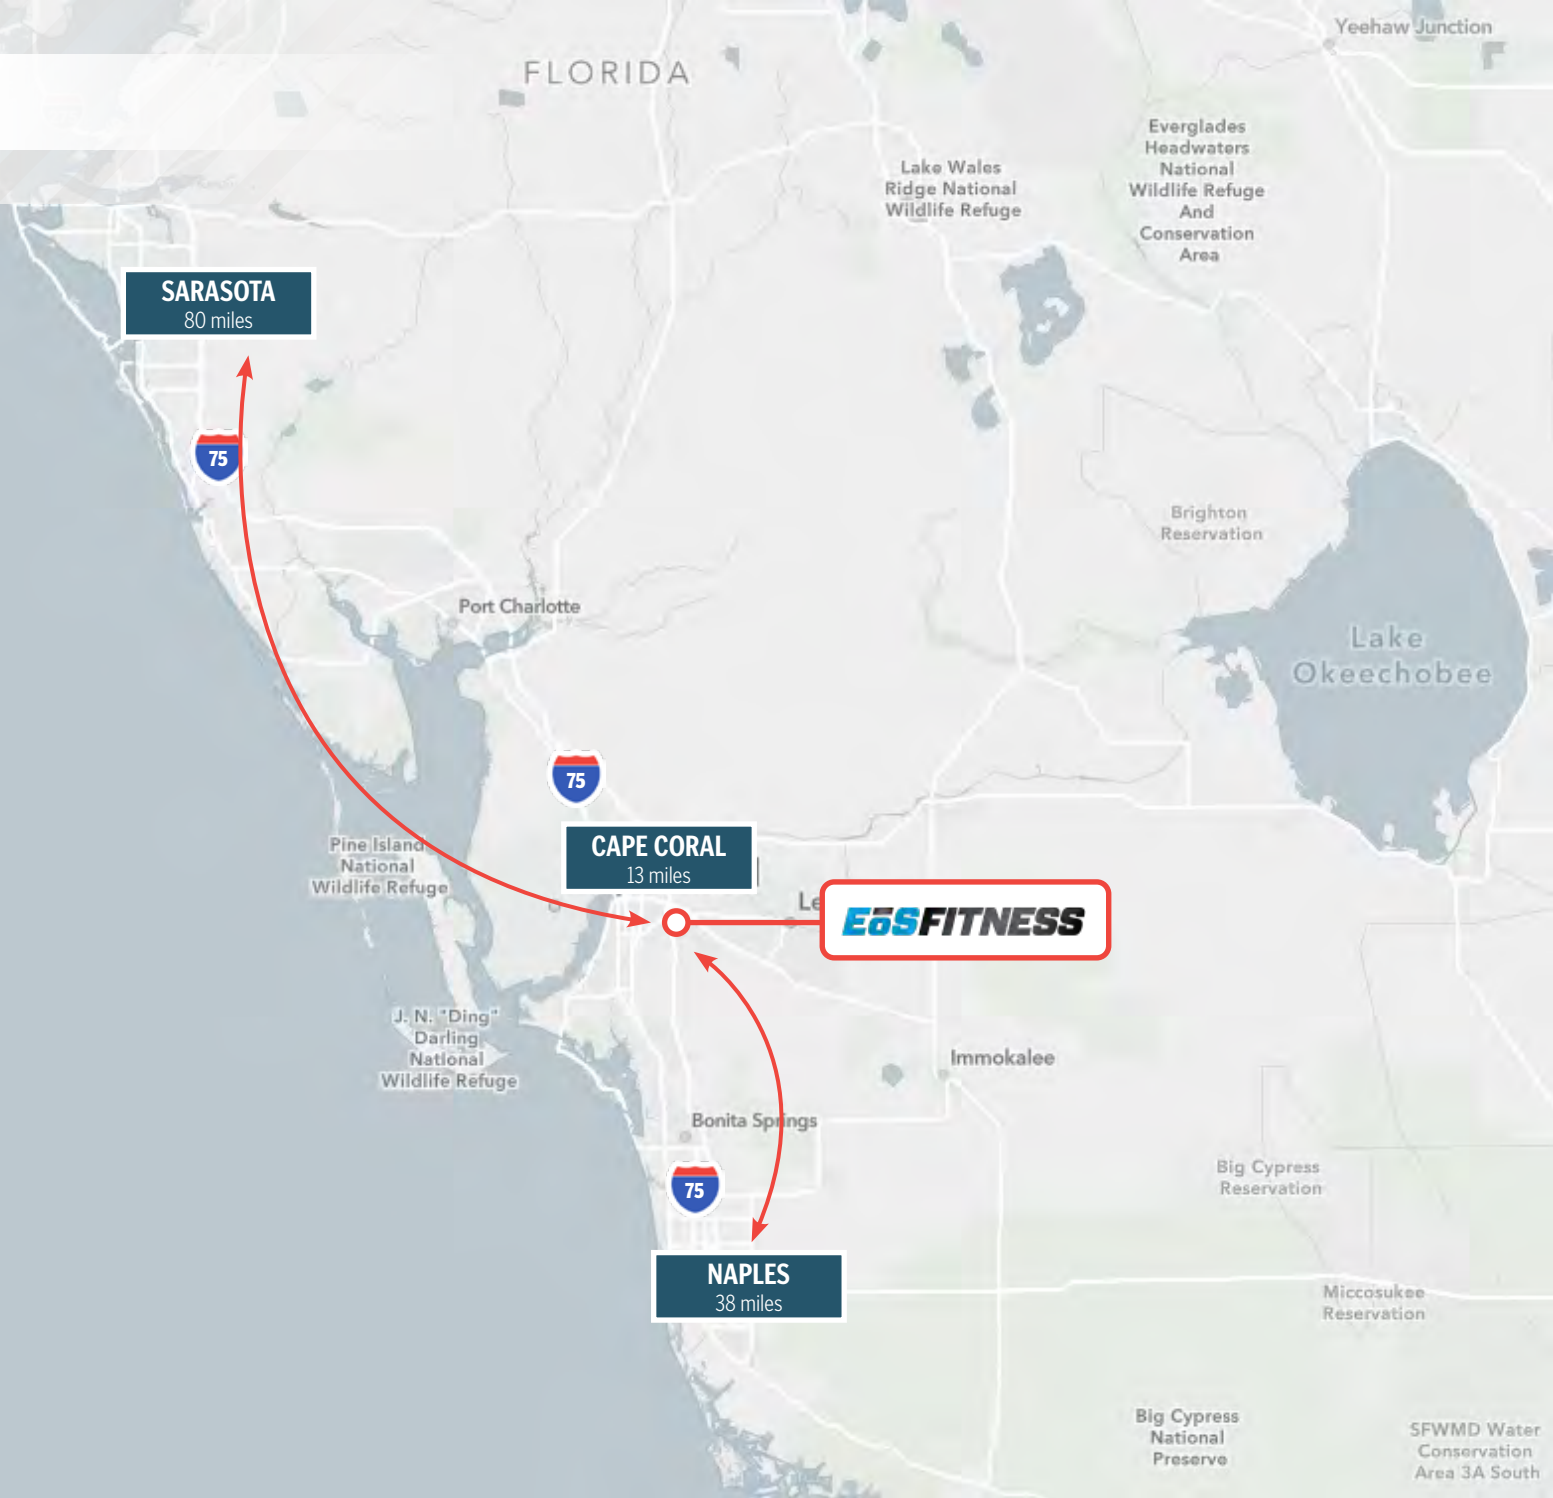 Yeehaw Junction
FLORIDA
Everglades
Headwaters
National
Wildlife Refuge
And
Conservation
Area
Lake Wales
Ridge National
Wildlife Refuge
SARASOTA
80 miles
75
Brighton
Reservation
Port Charlotte
Lake
Okeechobee
75
Pine Island
National
Wildlife Refuge
CAPE CORAL
13 miles
Le
EōSFITNESS
J. N. "Ding"
Darling
National
Wildlife Refuge
Immokalee
Bonita Springs
75
Big Cypress
Reservation
NAPLES
38 miles
Miccosukee
Reservation
Big Cypress
National
Preserve
SFWMD Water
Conservation
Area 3A South